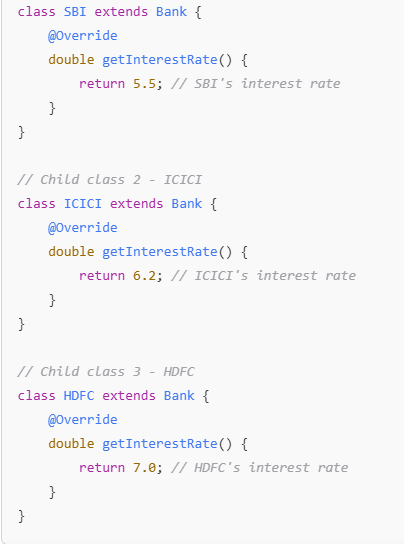 class SBI extends Bank {
    @Override
    double getInterestRate() {
        return 5.5; // SBI's interest rate
    }
}

// Child class 2 - ICICI
class ICICI extends Bank {
    @Override
    double getInterestRate() {
        return 6.2; // ICICI's interest rate
    }
}

// Child class 3 - HDFC
class HDFC extends Bank {
    @Override
    double getInterestRate() {
        return 7.0; // HDFC's interest rate
    }
}